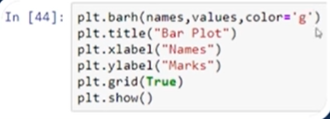 In [44]: plt.barh(names,values,color='g')
plt.title("Bar Plot")
plt.xlabel("Names")
plt.ylabel("Marks")
plt.grid(True)
plt.show()